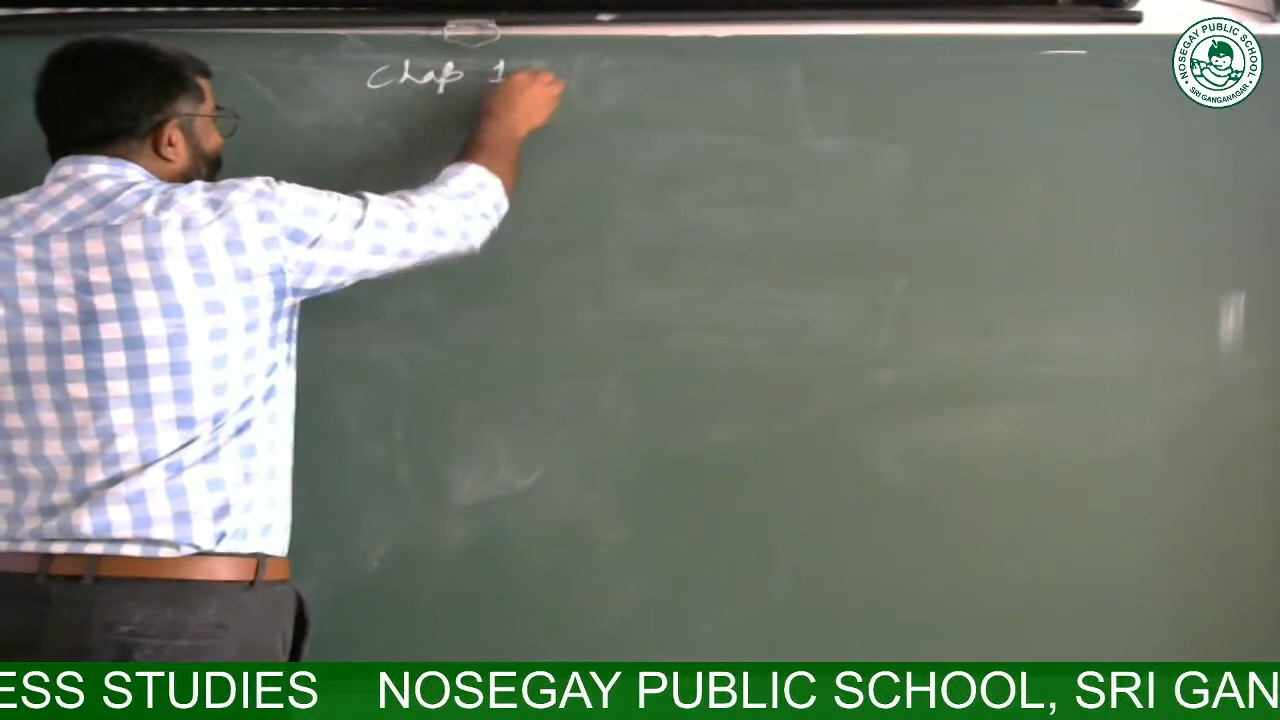 Chap 1
NOSEGAY PUBLIC SCHOOL
• SRI GANGANAGAR •
ESS STUDIES NOSEGAY PUBLIC SCHOOL, SRI GAN